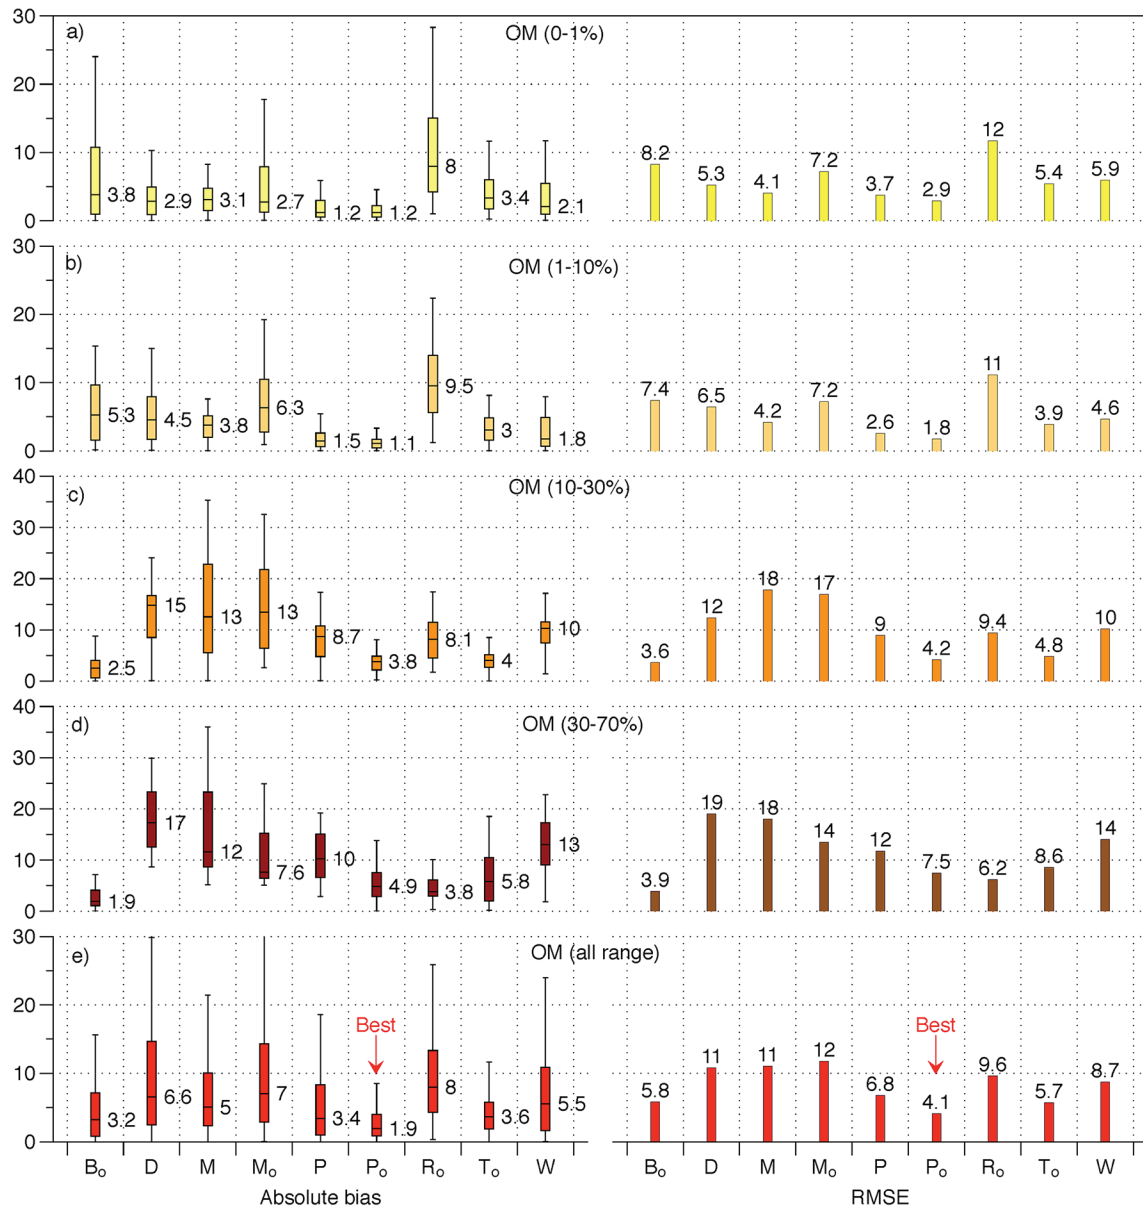 30 a) OM (0-1%)
20
10
0
3.8 2.9 3.1 2.7 1.2 1.2 8 3.4 2.1
8.2 5.3 4.1 7.2 3.7 2.9 12 5.4 5.9
30 b) OM (1-10%)
20
10
0
5.3 4.5 3.8 6.3 1.5 1.1 9.5 3 1.8
7.4 6.5 4.2 7.2 2.6 1.8 11 3.9 4.6
40 c) OM (10-30%)
30
20
10
0
2.5 15 13 13 8.7 3.8 8.1 4 10
3.6 12 18 17 9 4.2 9.4 4.8 10
40 d) OM (30-70%)
30
20
10
0
1.9 17 12 7.6 10 4.9 3.8 5.8 13
3.9 19 18 14 12 7.5 6.2 8.6 14
30 e) OM (all range)
20
10
0
Best
3.2 6.6 5 7 3.4 1.9 8 3.6 5.5
Best
5.8 11 11 12 6.8 4.1 9.6 5.7 8.7
Bo D M Mo P Po Ro To W
Bo D M Mo P Po Ro To W
Absolute bias
RMSE